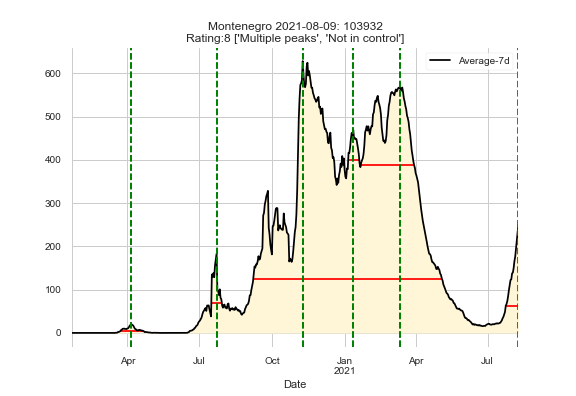 Montenegro 2021-08-09: 103932
Rating:8 ['Multiple peaks', 'Not in control']
Average-7d
600
500
400
300
200
100
0
Apr Jul Oct Jan Apr Jul
2021
Date